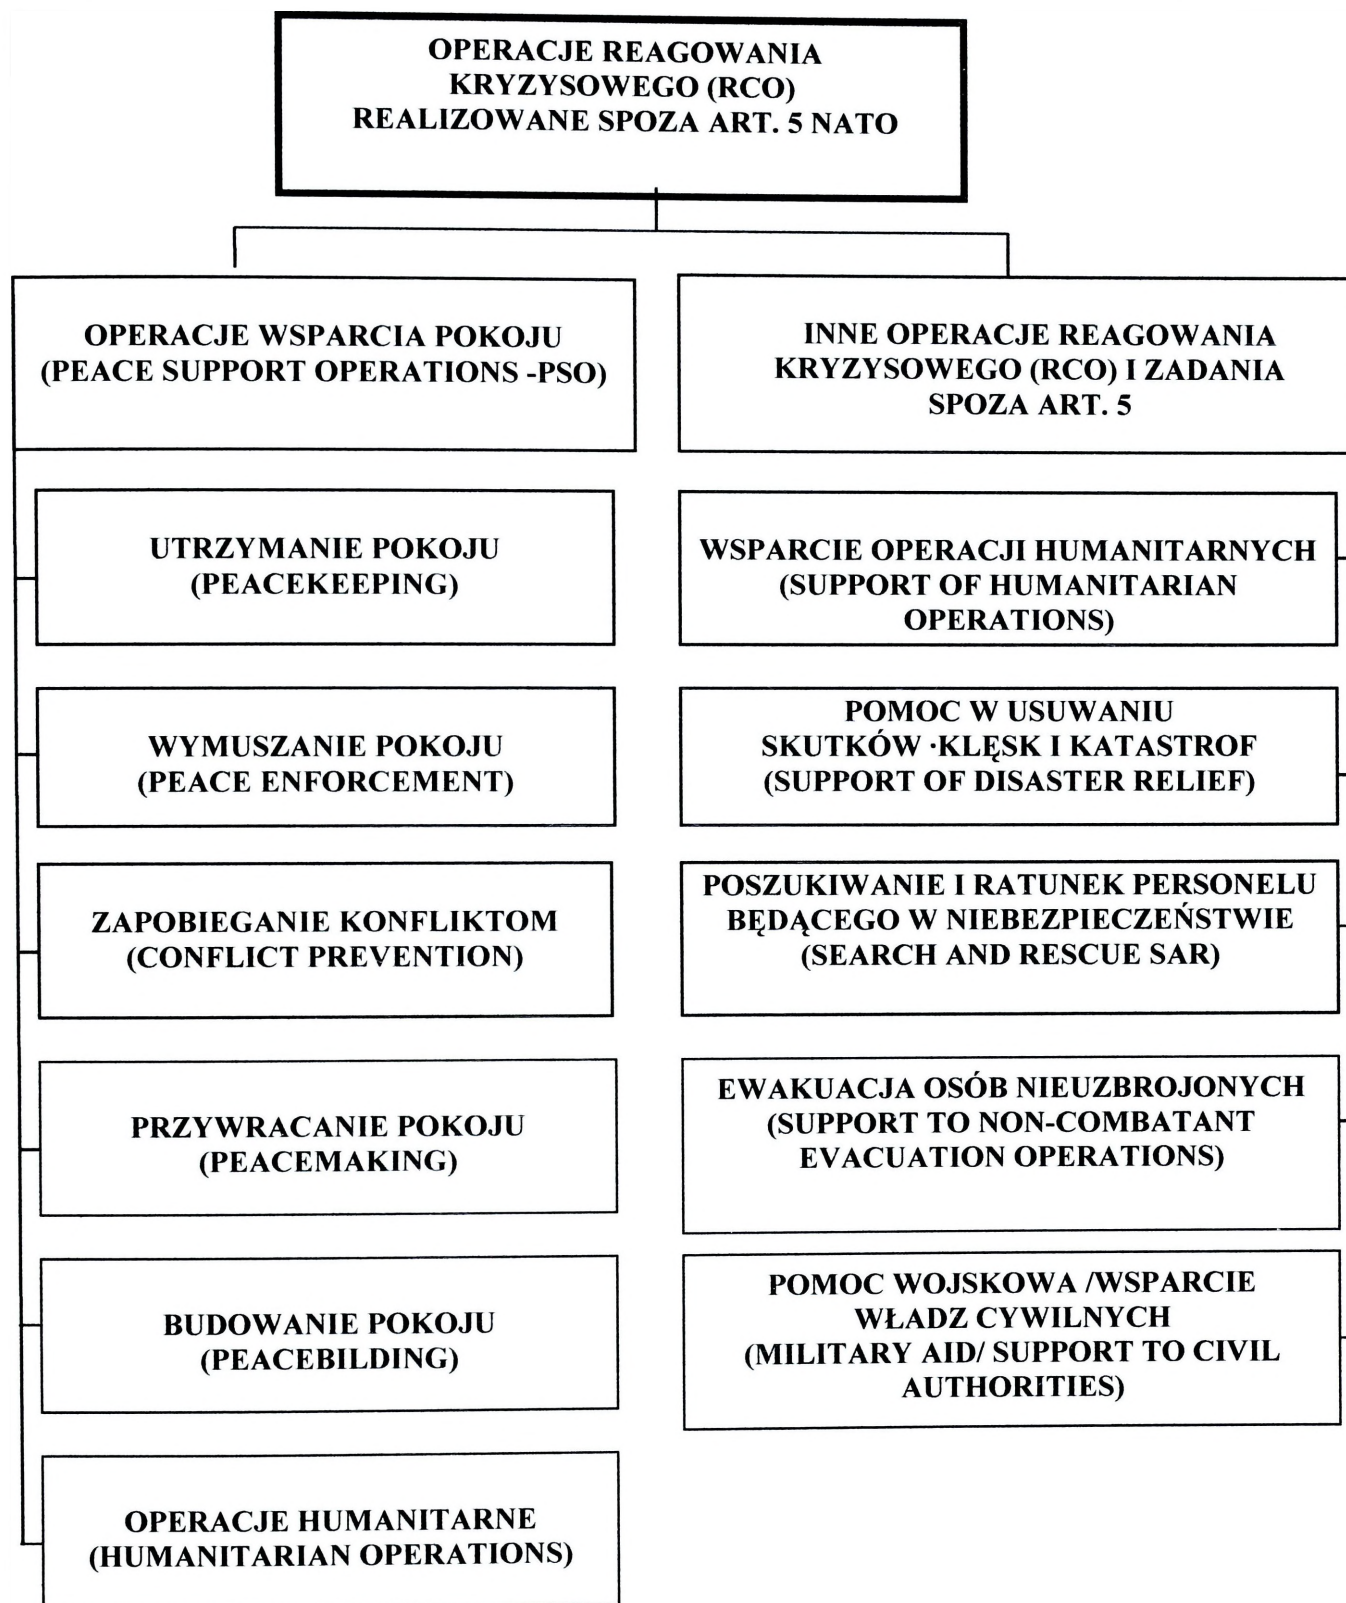 OPERACJE REAGOWANIA
KRYZYSOWEGO (RCO)
REALIZOWANE SPOZA ART. 5 NATO
OPERACJE WSPARCIA POKOJU
(PEACE SUPPORT OPERATIONS -PSO)
INNE OPERACJE REAGOWANIA
KRYZYSOWEGO (RCO) I ZADANIA
SPOZA ART. 5
UTRZYMANIE POKOJU
(PEACEKEEPING)
WYMUSZANIE POKOJU
(PEACE ENFORCEMENT)
ZAPOBIEGANIE KONFLIKTOM
(CONFLICT PREVENTION)
PRZYWRACANIE POKOJU
(PEACEMAKING)
BUDOWANIE POKOJU
(PEACEBILDING)
OPERACJE HUMANITARNE
(HUMANITARIAN OPERATIONS)
WSPARCIE OPERACJI HUMANITARNYCH
(SUPPORT OF HUMANITARIAN
OPERATIONS)
POMOC W USUWANIU
SKUTKÓW ·KLĘSK I KATASTROF
(SUPPORT OF DISASTER RELIEF)
POSZUKIWANIE I RATUNEK PERSONELU
BĘDĄCEGO W NIEBEZPIECZEŃSTWIE
(SEARCH AND RESCUE SAR)
EWAKUACJA OSÓB NIEUZBROJONYCH
(SUPPORT TO NON-COMBATANT
EVACUATION OPERATIONS)
POMOC WOJSKOWA /WSPARCIE
WŁADZ CYWILNYCH
(MILITARY AID/ SUPPORT TO CIVIL
AUTHORITIES)